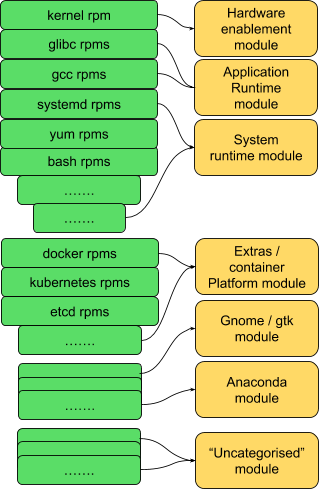 kernel rpm
glibc rpms
gcc rpms
systemd rpms
yum rpms
bash rpms
.......
.......
Hardware
enablement
module
Application
Runtime
module
System
runtime module
docker rpms
kubernetes rpms
etcd rpms
.......
.......
.......
Extras /
container
Platform module
Gnome / gtk
module
Anaconda
module
“Uncategorised”
module